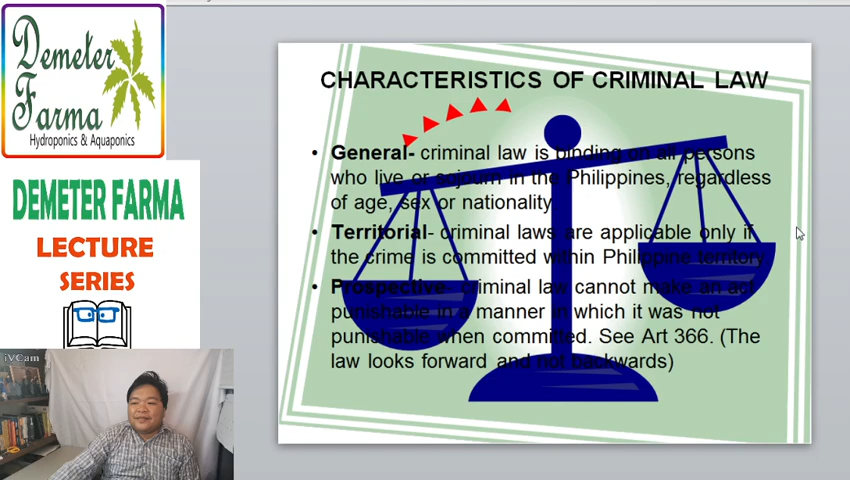 Demeter
Farma
Hydroponics & Aquaponics
DEMETER FARMA
LECTURE
SERIES
iVCam
CHARACTERISTICS OF CRIMINAL LAW
• General- criminal law is binding on all persons
who live or sojourn in the Philippines, regardless
of age, sex or nationality
• Territorial- criminal laws are applicable only if
the crime is committed within Philippine territory
• Prospective- criminal law cannot make an act
punishable in a manner in which it was not
punishable when committed. See Art 366. (The
law looks forward and not backwards)